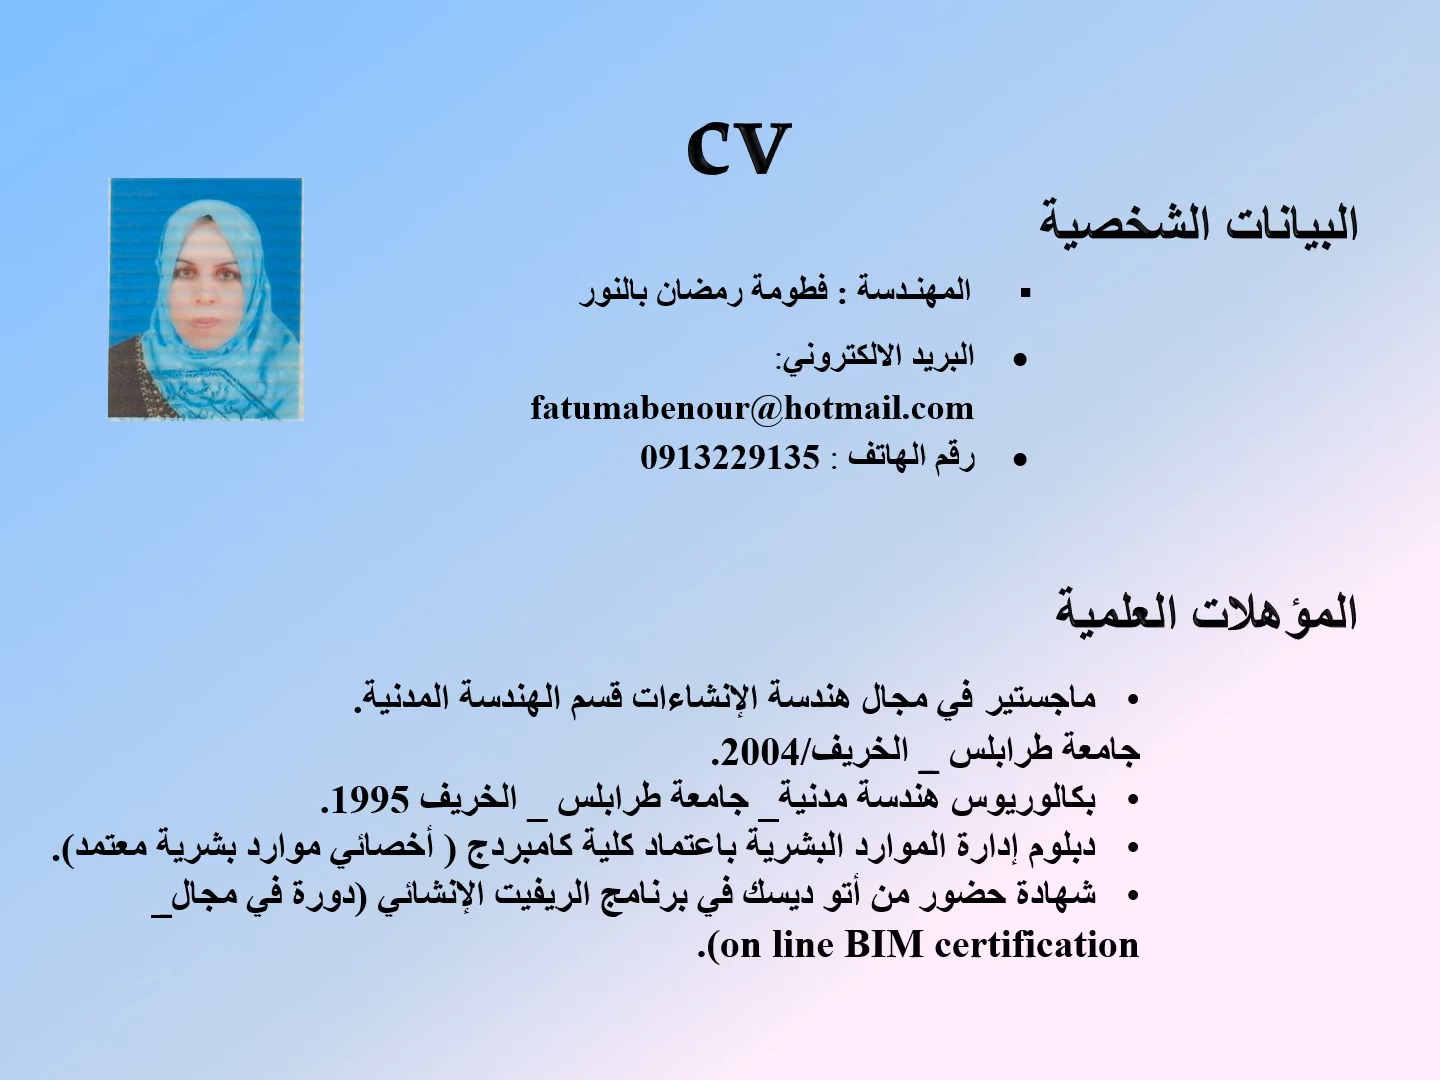 cv
البيانات الشخصية
▪ المهندسة : فطومة رمضان بالنور
• البريد الالكتروني:
fatumabenour@hotmail.com
• رقم الهاتف : 0913229135
المؤهلات العلمية
• ماجستير في مجال هندسة الإنشاءات قسم الهندسة المدنية.
جامعة طرابلس _ الخريف/2004.
• بكالوريوس هندسة مدنية_ جامعة طرابلس _ الخريف 1995.
• دبلوم إدارة الموارد البشرية باعتماد كلية كامبردج ( أخصائي موارد بشرية معتمد).
• شهادة حضور من أتو ديسك في برنامج الريفيت الإنشائي (دورة في مجال_
on line BIM certification).